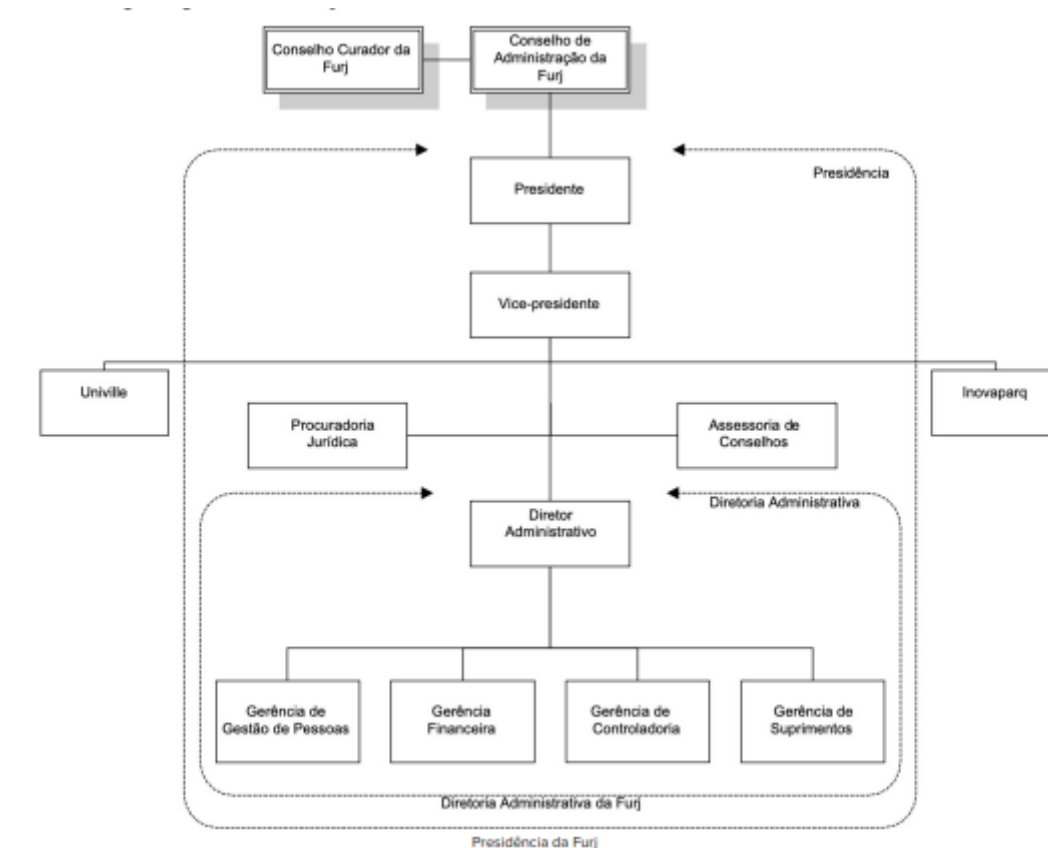 Conselho Curador da
Furj
Conselho de
Administração da
Furj
Presidência
Presidente
Vice-presidente
Univille
Inovaparq
Procuradoria
Jurídica
Assessoria de
Conselhos
Diretoria Administrativa
Diretor
Administrativo
Gerência de
Gestão de Pessoas
Gerência
Financeira
Gerência de
Controladoria
Gerência de
Suprimentos
Diretoria Administrativa da Furj
Presidência da Furj